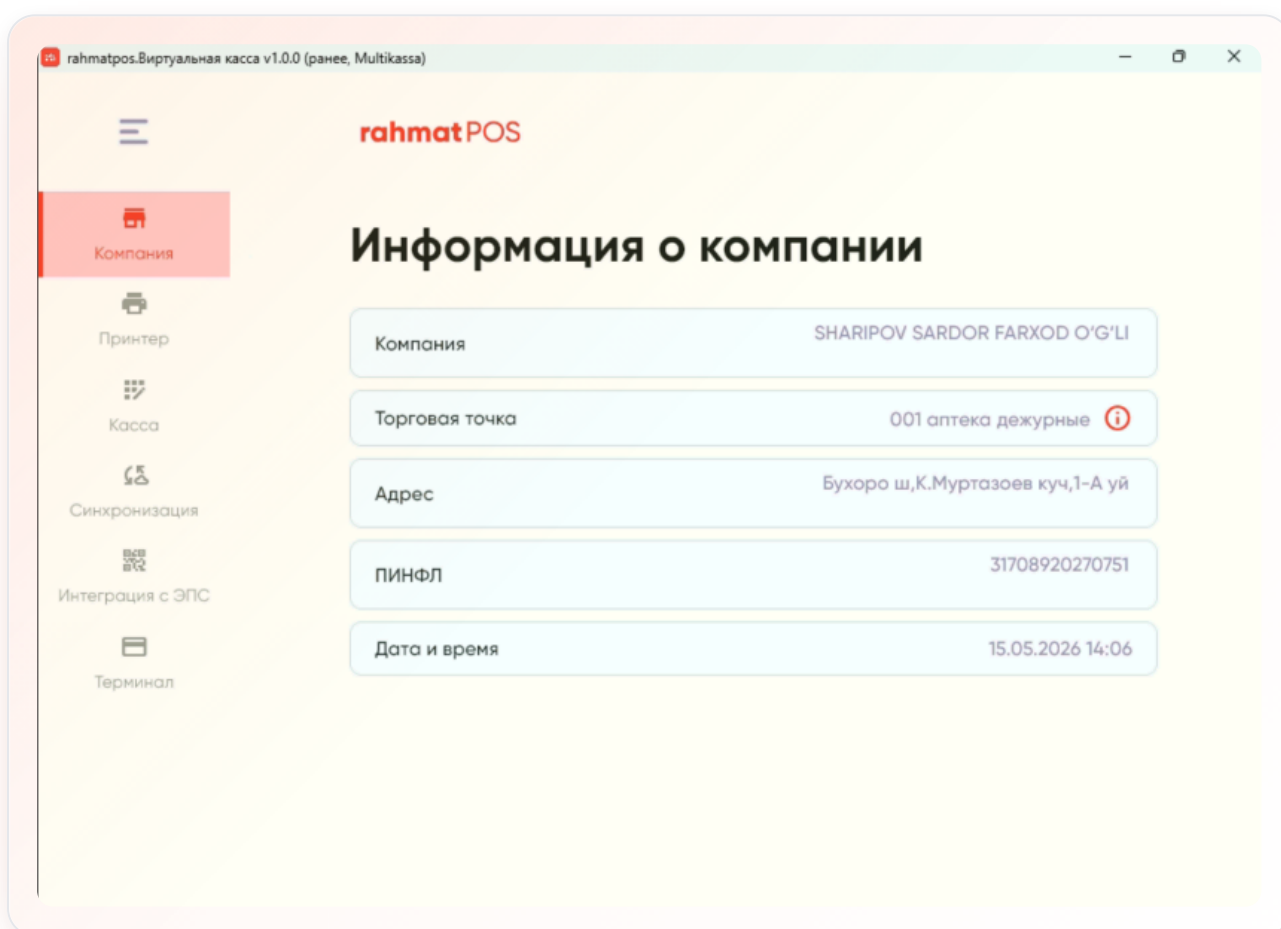 rahmatpos.Виртуальная касса v1.0.0 (ранее, Multikassa)
rahmatPOS
Компания
Принтер
Касса
Синхронизация
Интеграция с ЭПС
Терминал
Информация о компании
Компания SHARIPOV SARDOR FARXOD O‘G‘LI
Торговая точка 001 аптека дежурные
Адрес Бухоро ш,К.Муртазоев куч,1-А уй
ПИНФЛ 31708920270751
Дата и время 15.05.2026 14:06